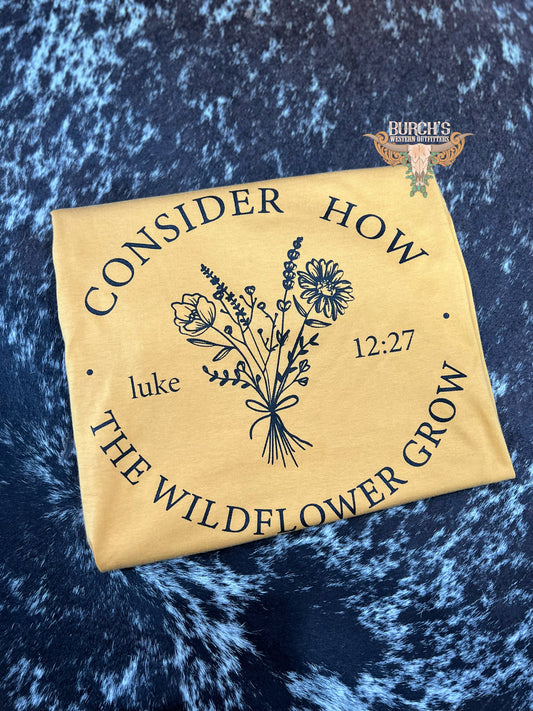 BURCH'S
WESTERN OUTFITTERS
CONSIDER HOW
luke 12:27
THE WILDFLOWER GROW